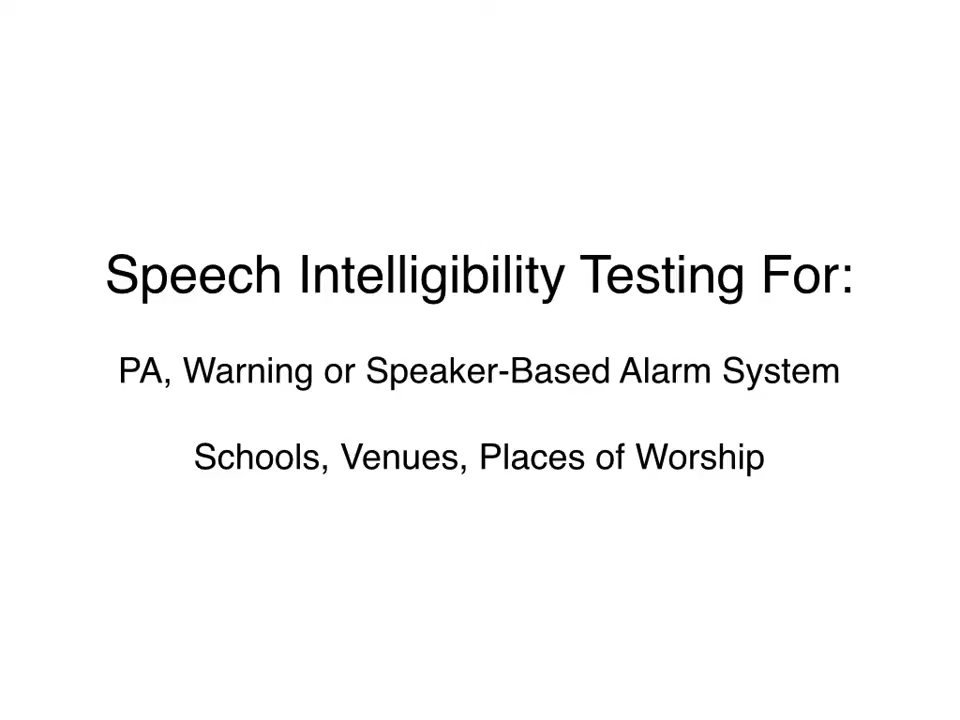 Speech Intelligibility Testing For:
PA, Warning or Speaker-Based Alarm System
Schools, Venues, Places of Worship